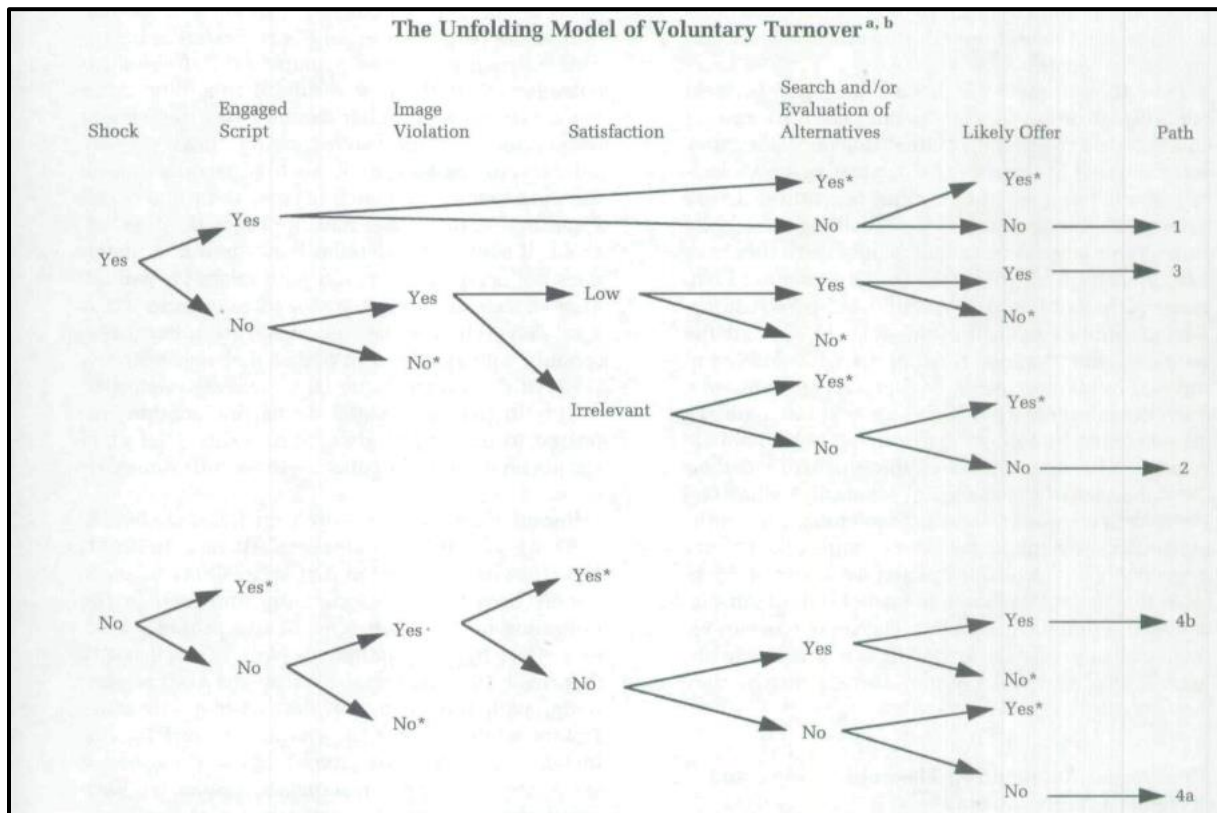 The Unfolding Model of Voluntary Turnover a, b
Search and/or
Engaged Image Evaluation of
Shock Script Violation Satisfaction Alternatives Likely Offer Path
Yes* Yes*
Yes No No 1
Yes Yes 3
Yes Yes Low Yes
No No*
No* No*
Yes*
Irrelevant Yes*
No
No 2
Yes* Yes*
No Yes Yes 4b
Yes
No No No*
No* Yes*
No
No 4a